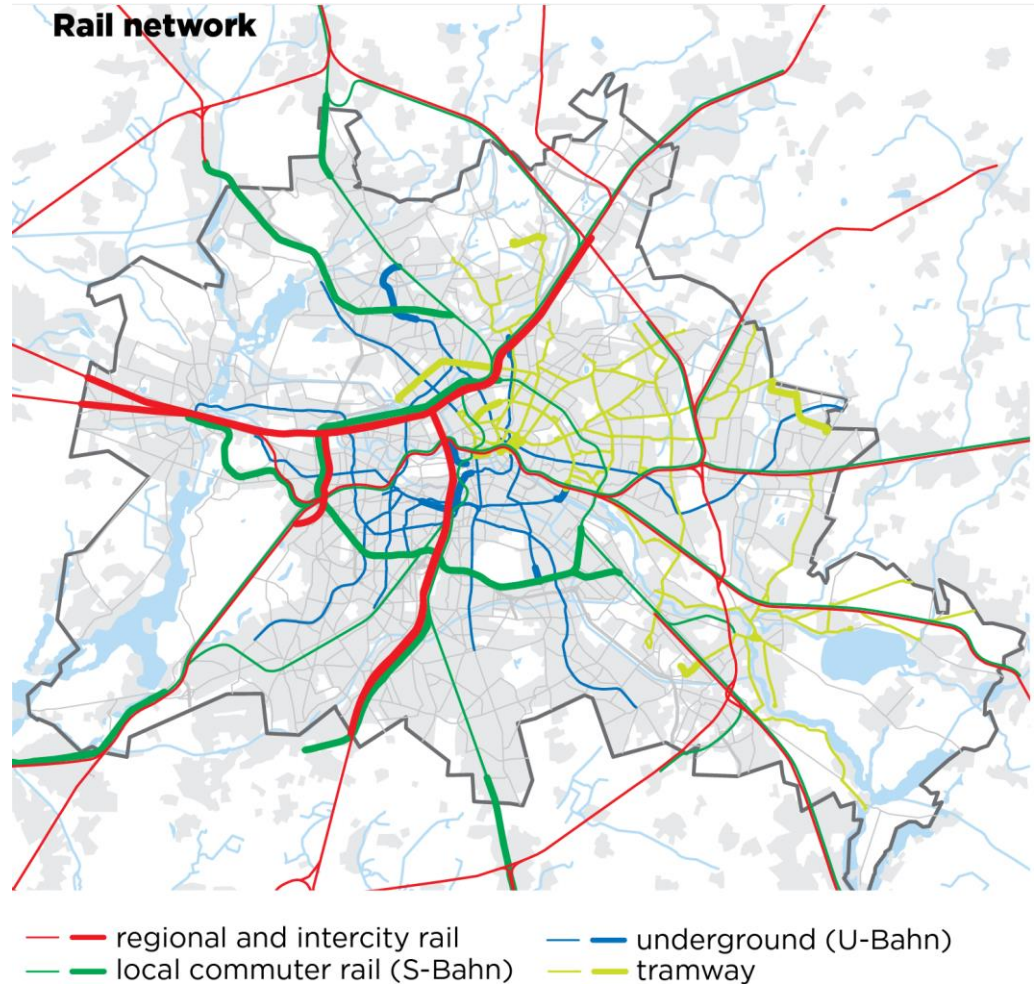 Rail network
regional and intercity rail
local commuter rail (S-Bahn)
underground (U-Bahn)
tramway